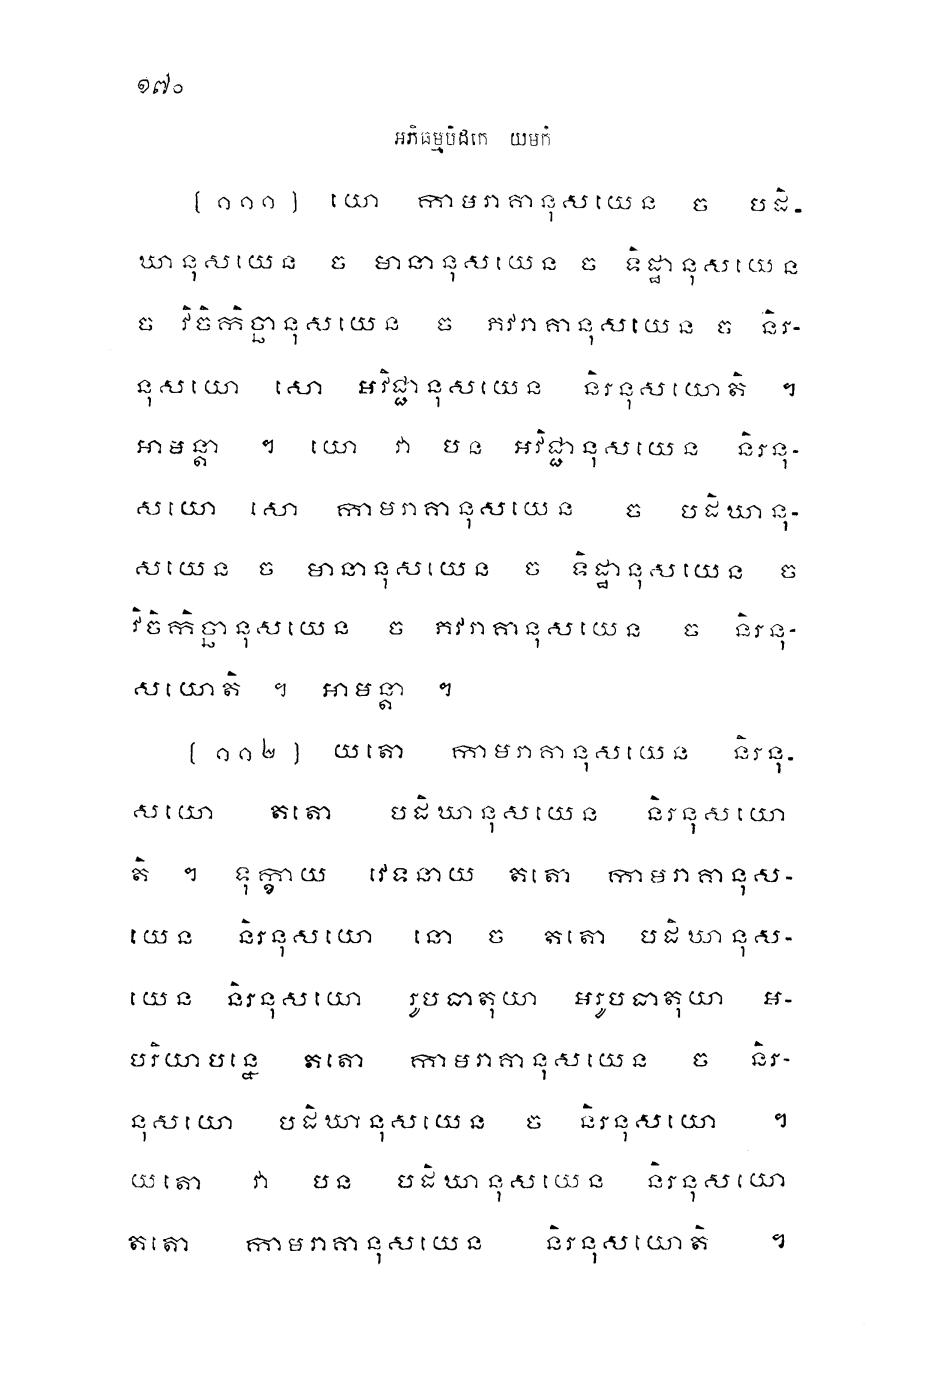 ១៧០
អភិធម្មបិដកេ យមកំ
(១១១) យោ កាមរាគានុសយេន ច បដិ-
ឃានុសយេន ច មានានុសយេន ច ទិដ្ឋានុសយេន
ច វិចិកិច្ឆានុសយេន ច ភវរាគានុសយេន ច និរ-
នុសយោ សោ អវិជ្ជានុសយេន និរនុសយោតិ ។
អាមន្តា ។ យោ វា បន អវិជ្ជានុសយេន និរនុ-
សយោ សោ កាមរាគានុសយេន ច បដិឃានុ-
សយេន ច មានានុសយេន ច ទិដ្ឋានុសយេន ច
វិចិកិច្ឆានុសយេន ច ភវរាគានុសយេន ច និរនុ-
សយោតិ ។ អាមន្តា ។
(១១២) យតោ កាមរាគានុសយេន និរនុ-
សយោ តតោ បដិឃានុសយេន និរនុសយោ
តិ ។ ទុក្ខាយ វេទនាយ តតោ កាមរាគានុស-
យេន និរនុសយោ នោ ច តតោ បដិឃានុស-
យេន និរនុសយោ រូបធាតុយា អរូបធាតុយា អ-
បរិយាបន្នេ តតោ កាមរាគានុសយេន ច និរ-
នុសយោ បដិឃានុសយេន ច និរនុសយោ ។
យតោ វា បន បដិឃានុសយេន និរនុសយោ
តតោ កាមរាគានុសយេន និរនុសយោតិ ។